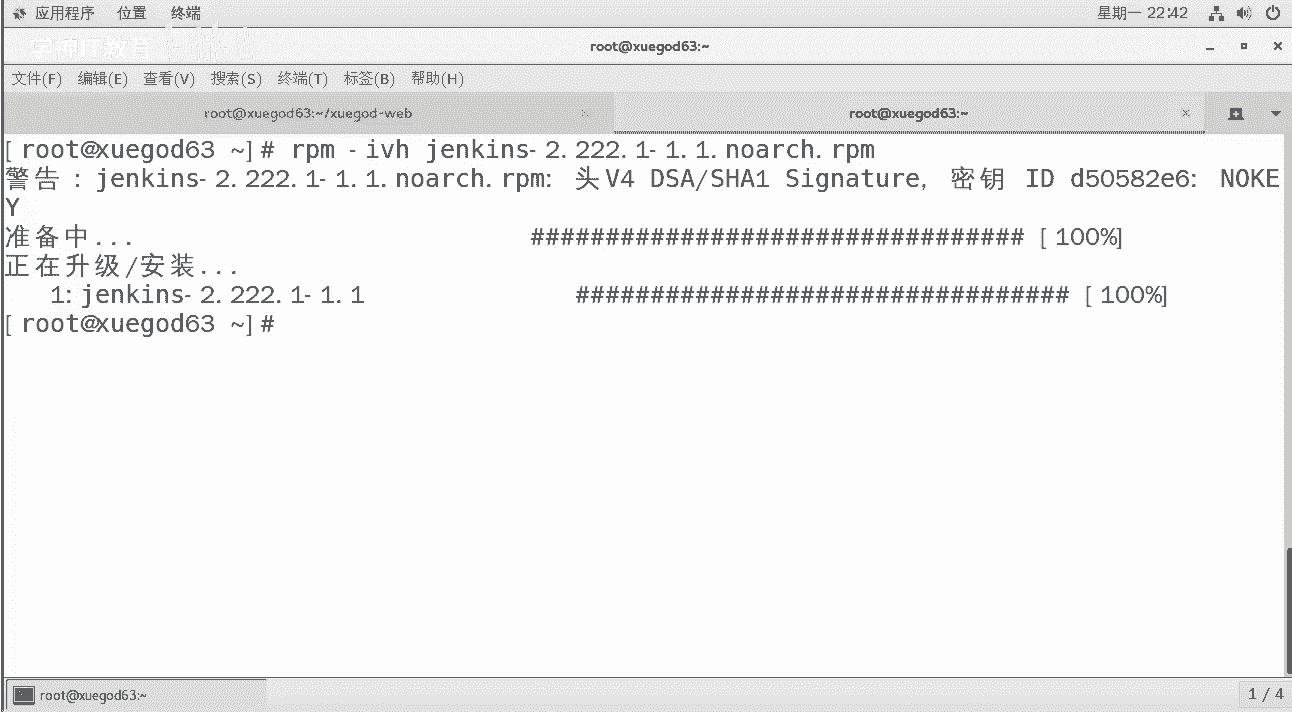 应用程序 位置 终端 星期一 22:42
学神IT教育
root@xuegod63:~
文件(F) 编辑(E) 查看(V) 搜索(S) 终端(T) 标签(B) 帮助(H)
root@xuegod63:~/xuegod-web root@xuegod63:~
[root@xuegod63 ~]# rpm -ivh jenkins-2.222.1-1.1.noarch.rpm
警告：jenkins-2.222.1-1.1.noarch.rpm: 头V4 DSA/SHA1 Signature, 密钥 ID d50582e6: NOKE
Y
准备中... ################################# [100%]
正在升级/安装...
1:jenkins-2.222.1-1.1 ################################# [100%]
[root@xuegod63 ~]#
root@xuegod63:~ 1 / 4